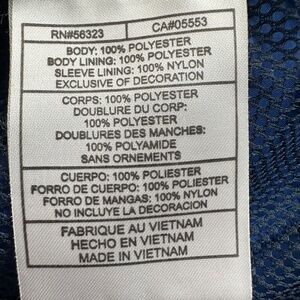 RN#56323 CA#05553
BODY: 100% POLYESTER
BODY LINING: 100% POLYESTER
SLEEVE LINING: 100% NYLON
EXCLUSIVE OF DECORATION
CORPS: 100% POLYESTER
DOUBLURE DU CORP:
100% POLYESTER
DOUBLURES DES MANCHES:
100% POLYAMIDE
SANS ORNEMENTS
CUERPO: 100% POLIESTER
FORRO DE CUERPO: 100% POLIESTER
FORRO DE MANGAS: 100% NYLON
NO INCLUYE LA DECORACION
FABRIQUE AU VIETNAM
HECHO EN VIETNAM
MADE IN VIETNAM